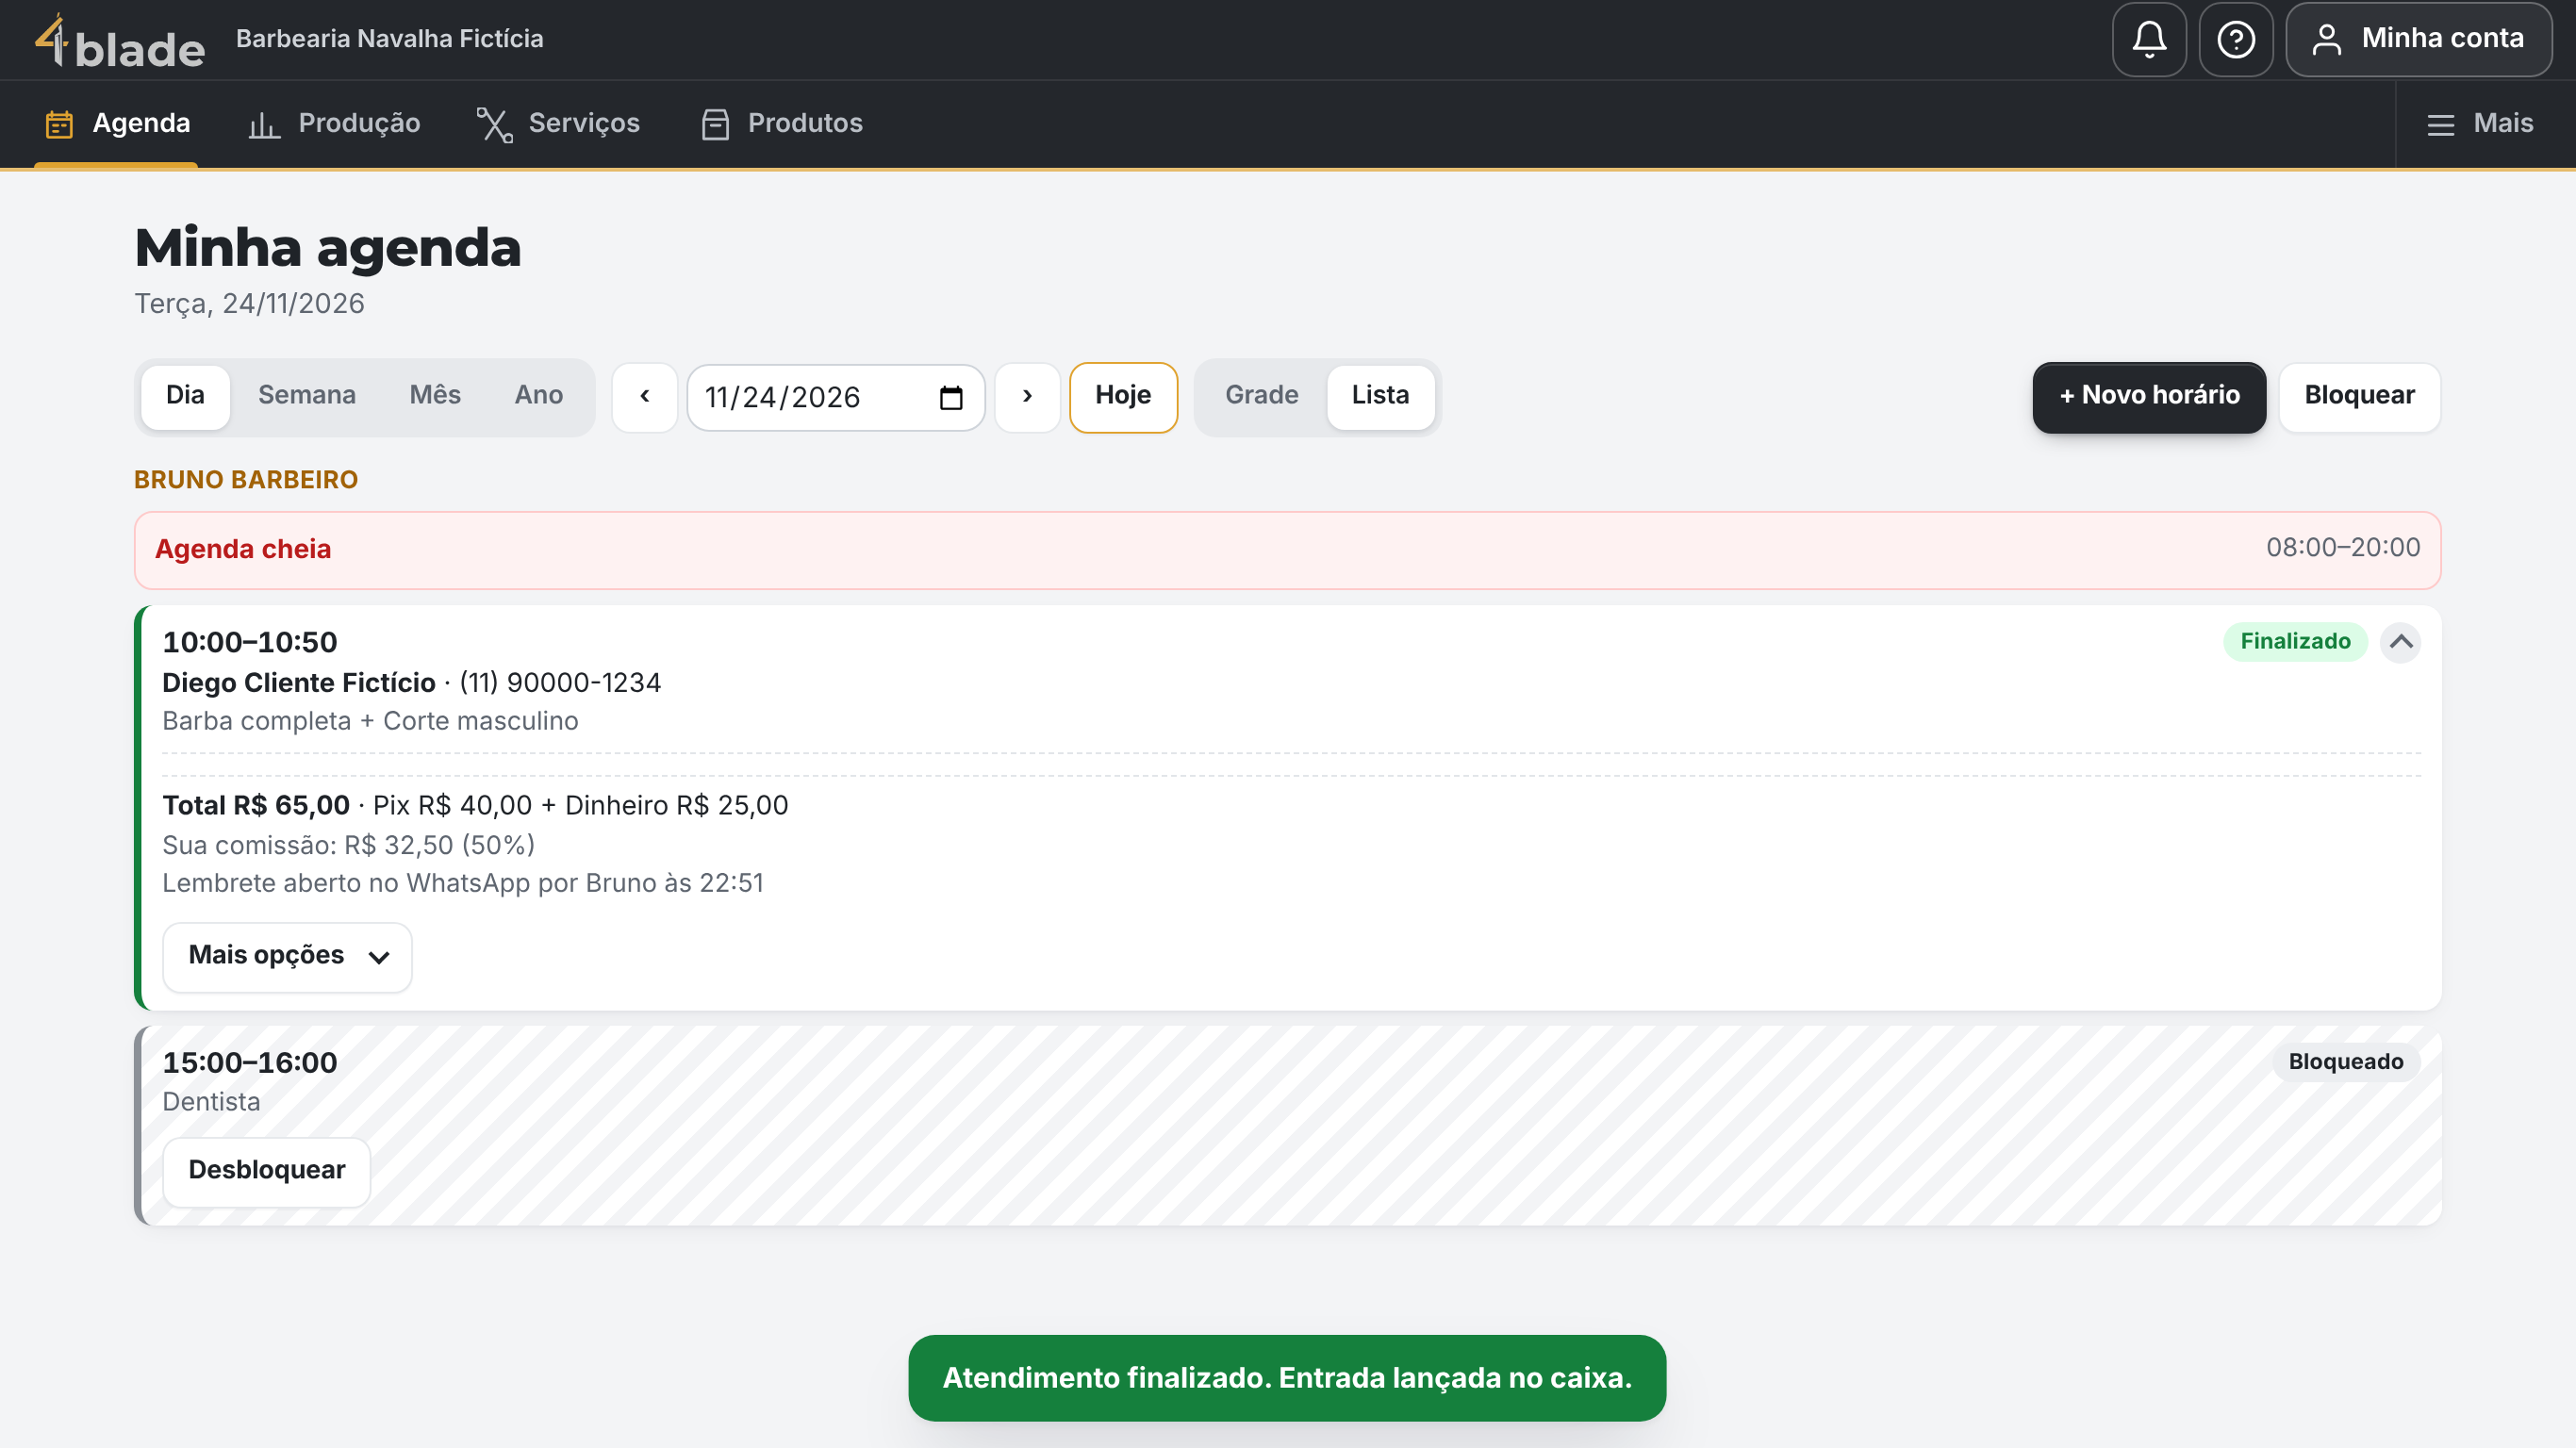 4blade
Barbearia Navalha Fictícia
Minha conta
Agenda
Produção
Serviços
Produtos
Mais
Minha agenda
Terça, 24/11/2026
Dia
Semana
Mês
Ano
‹
11/24/2026
›
Hoje
Grade
Lista
+ Novo horário
Bloquear
BRUNO BARBEIRO
Agenda cheia
08:00–20:00
10:00–10:50
Finalizado
Diego Cliente Fictício · (11) 90000-1234
Barba completa + Corte masculino
Total R$ 65,00 · Pix R$ 40,00 + Dinheiro R$ 25,00
Sua comissão: R$ 32,50 (50%)
Lembrete aberto no WhatsApp por Bruno às 22:51
Mais opções
15:00–16:00
Bloqueado
Dentista
Desbloquear
Atendimento finalizado. Entrada lançada no caixa.